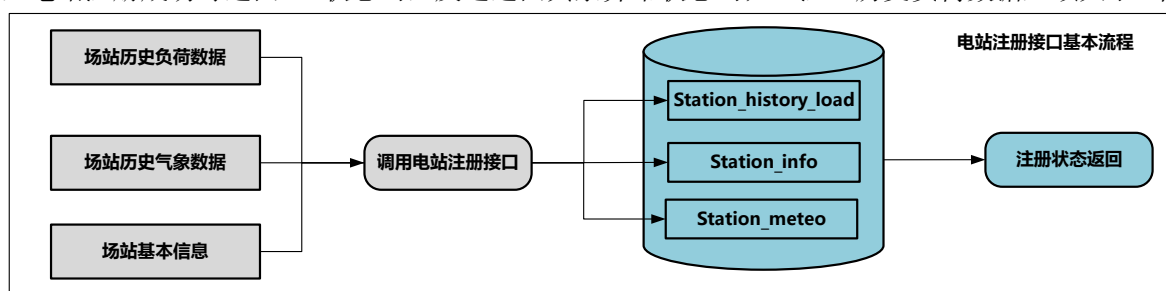 电站注册接口基本流程
场站历史负荷数据
场站历史气象数据
场站基本信息
调用电站注册接口
Station_history_load
Station_info
Station_meteo
注册状态返回